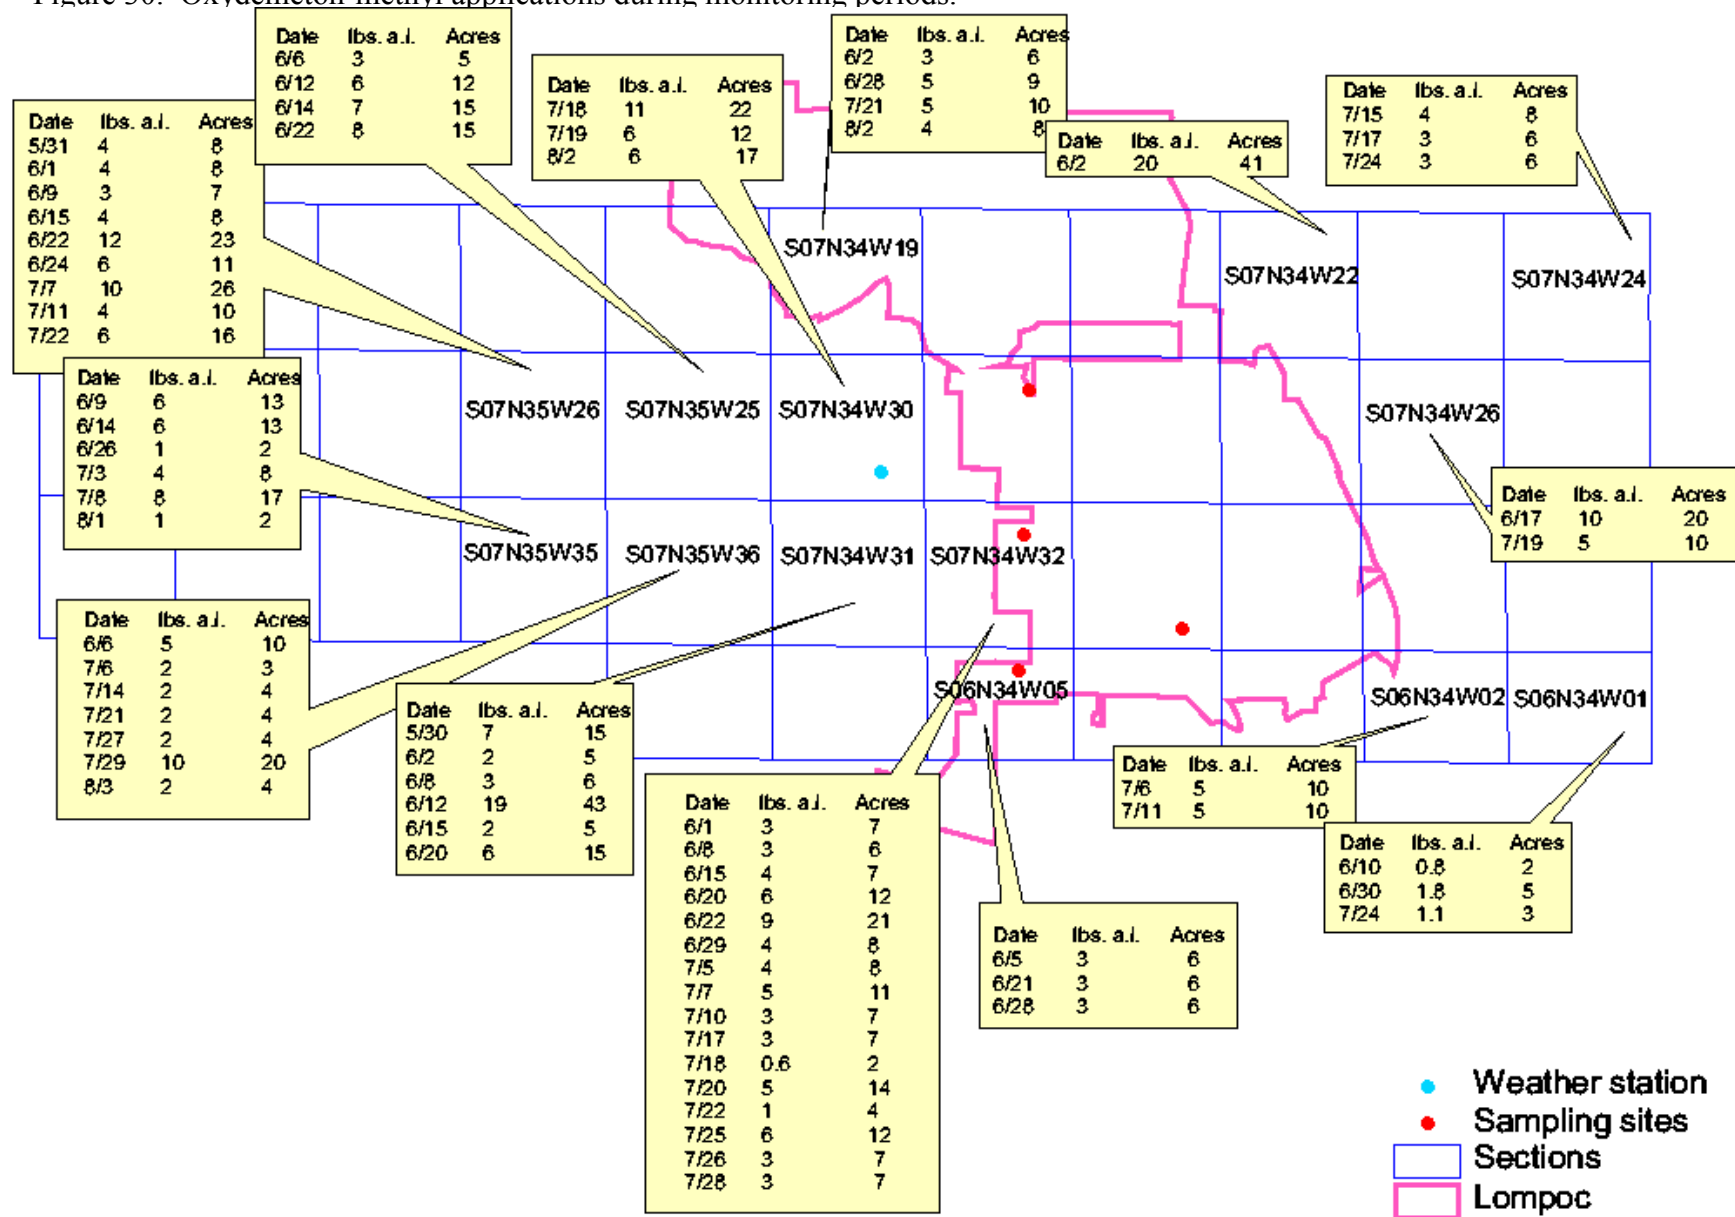 Figure 30. Oxydemeton-methyl applications during monitoring periods.
Date lbs. a.i. Acres
6/6 3 5
6/12 6 12
6/14 7 15
6/22 8 15
Date lbs. a.i. Acres
7/18 11 22
7/19 6 12
8/2 6 17
Date lbs. a.i. Acres
6/2 3 6
6/28 5 9
7/21 5 10
8/2 4 8
Date lbs. a.i. Acres
6/2 20 41
Date lbs. a.i. Acres
7/15 4 8
7/17 3 6
7/24 3 6
Date lbs. a.i. Acres
5/31 4 8
6/1 4 8
6/9 3 7
6/15 4 8
6/22 12 23
6/24 6 11
7/7 10 26
7/11 4 10
7/22 6 16
S07N34W19
S07N34W22
S07N34W24
Date lbs. a.i. Acres
6/9 6 13
6/14 6 13
6/26 1 2
7/3 4 8
7/8 8 17
8/1 1 2
S07N35W26
S07N35W25
S07N34W30
S07N34W26
Date lbs. a.i. Acres
6/17 10 20
7/19 5 10
S07N35W35
S07N35W36
S07N34W31
S07N34W32
Date lbs. a.i. Acres
6/6 5 10
7/6 2 3
7/14 2 4
7/21 2 4
7/27 2 4
7/29 10 20
8/3 2 4
Date lbs. a.i. Acres
5/30 7 15
6/2 2 5
6/8 3 6
6/12 19 43
6/15 2 5
6/20 6 15
S06N34W05
S06N34W02
S06N34W01
Date lbs. a.i. Acres
6/1 3 7
6/8 3 6
6/15 4 7
6/20 6 12
6/22 9 21
6/29 4 8
7/5 4 8
7/7 5 11
7/10 3 7
7/17 3 7
7/18 0.6 2
7/20 5 14
7/22 1 4
7/25 6 12
7/26 3 7
7/28 3 7
Date lbs. a.i. Acres
7/6 5 10
7/11 5 10
Date lbs. a.i. Acres
6/10 0.8 2
6/30 1.8 5
7/24 1.1 3
Date lbs. a.i. Acres
6/5 3 6
6/21 3 6
6/28 3 6
Weather station
Sampling sites
Sections
Lompoc